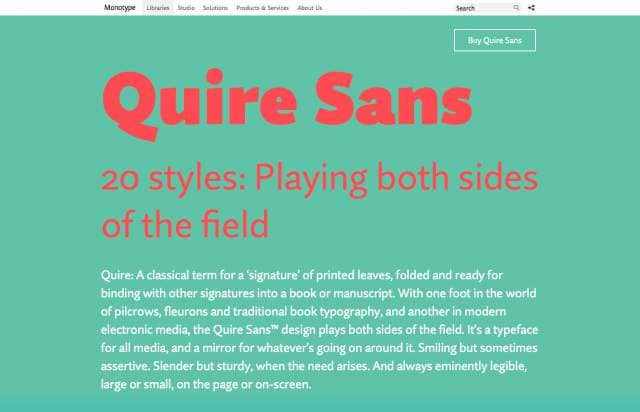 Monotype Libraries Studio Solutions Products & Services About Us Search
Buy Quire Sans
Quire Sans
20 styles: Playing both sides
of the field
Quire: A classical term for a ‘signature’ of printed leaves, folded and ready for
binding with other signatures into a book or manuscript. With one foot in the world
of pilcrows, fleurons and traditional book typography, and another in modern
electronic media, the Quire Sans™ design plays both sides of the field. It’s a typeface
for all media, and a mirror for whatever’s going on around it. Smiling but sometimes
assertive. Slender but sturdy, when the need arises. And always eminently legible,
large or small, on the page or on-screen.